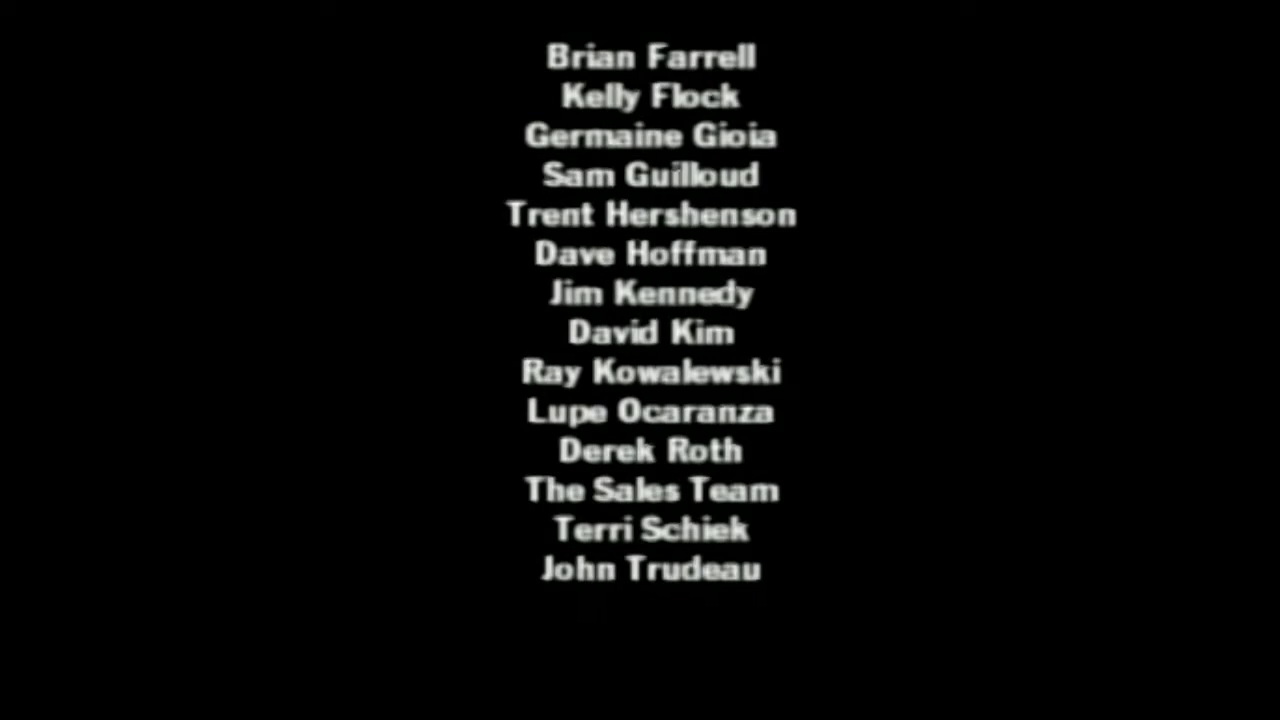 Brian Farrell
Kelly Flock
Germaine Gioia
Sam Guilloud
Trent Hershenson
Dave Hoffman
Jim Kennedy
David Kim
Ray Kowalewski
Lupe Ocaranza
Derek Roth
The Sales Team
Terri Schiek
John Trudeau